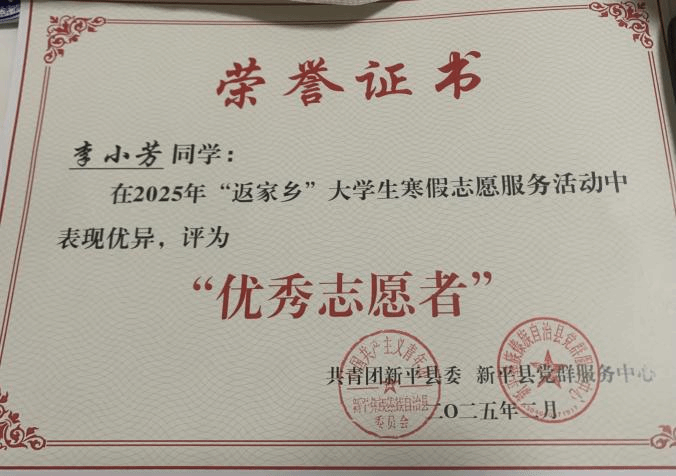 荣誉证书
李小芳 同学：
在2025年“返家乡”大学生寒假志愿服务活动中
表现优异，评为
“优秀志愿者”
共青团新平县委 新平县党群服务中心
二〇二五年二月